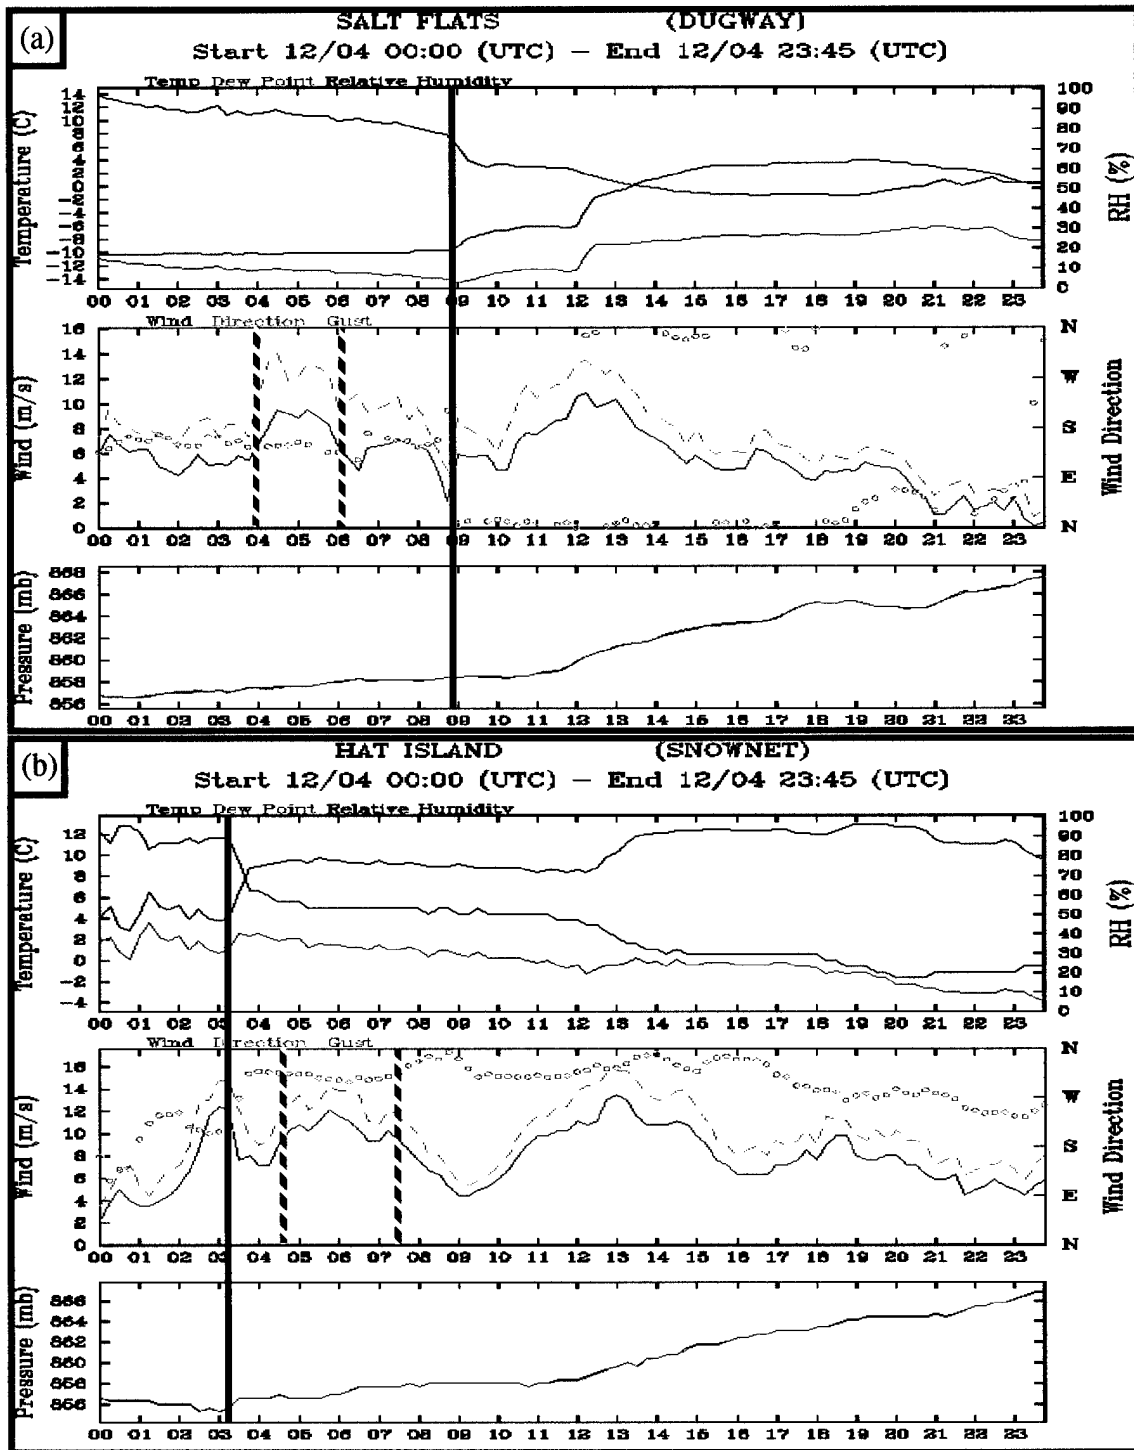 (a)
SALT FLATS (DUGWAY)
Start 12/04 00:00 (UTC) – End 12/04 23:45 (UTC)
Temp Dew Point Relative Humidity
Temperature (C)
14
12
10
8
6
4
2
0
-2
-4
-6
-8
-10
-12
-14
100
90
80
70
60
50
40
30
20
10
0
RH (%)
00 01 02 03 04 05 06 07 08 09 10 11 12 13 14 15 16 17 18 19 20 21 22 23
Wind Direction Gust
Wind (m/s)
16
14
12
10
8
6
4
2
0
N
W
S
E
N
Wind Direction
00 01 02 03 04 05 06 07 08 09 10 11 12 13 14 15 16 17 18 19 20 21 22 23
Pressure (mb)
868
866
864
862
860
858
856
00 01 02 03 04 05 06 07 08 09 10 11 12 13 14 15 16 17 18 19 20 21 22 23
(b)
HAT ISLAND (SNOWNET)
Start 12/04 00:00 (UTC) – End 12/04 23:45 (UTC)
Temp Dew Point Relative Humidity
Temperature (C)
12
10
8
6
4
2
0
-2
-4
100
90
80
70
60
50
40
30
20
10
0
RH (%)
00 01 02 03 04 05 06 07 08 09 10 11 12 13 14 15 16 17 18 19 20 21 22 23
Wind Direction Gust
Wind (m/s)
16
14
12
10
8
6
4
2
0
N
W
S
E
N
Wind Direction
00 01 02 03 04 05 06 07 08 09 10 11 12 13 14 15 16 17 18 19 20 21 22 23
Pressure (mb)
866
864
862
860
858
856
00 01 02 03 04 05 06 07 08 09 10 11 12 13 14 15 16 17 18 19 20 21 22 23